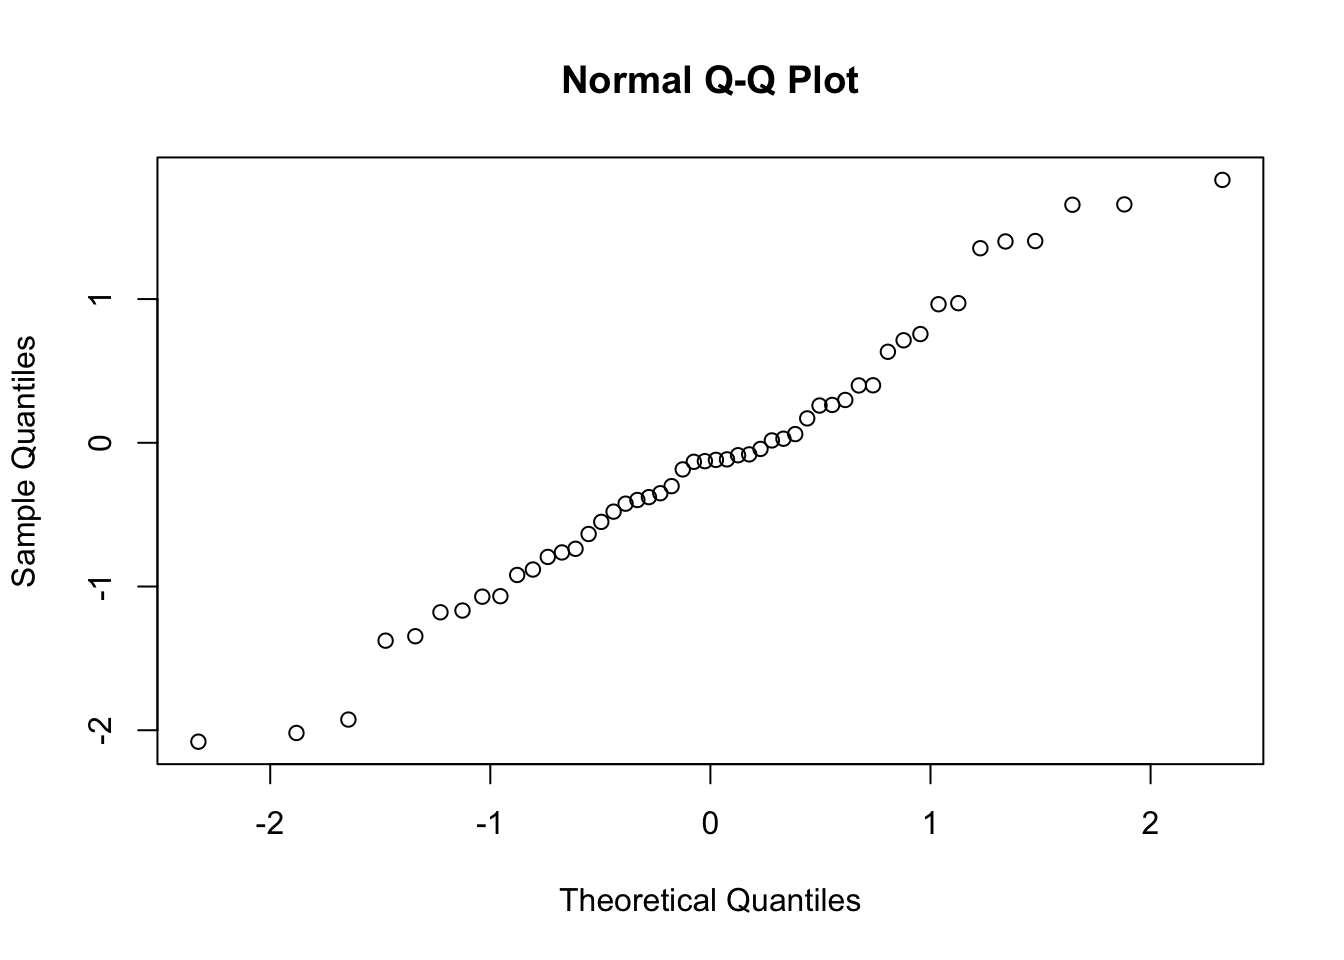 Normal Q-Q Plot
Sample Quantiles
1
0
-1
-2
-2 -1 0 1 2
Theoretical Quantiles